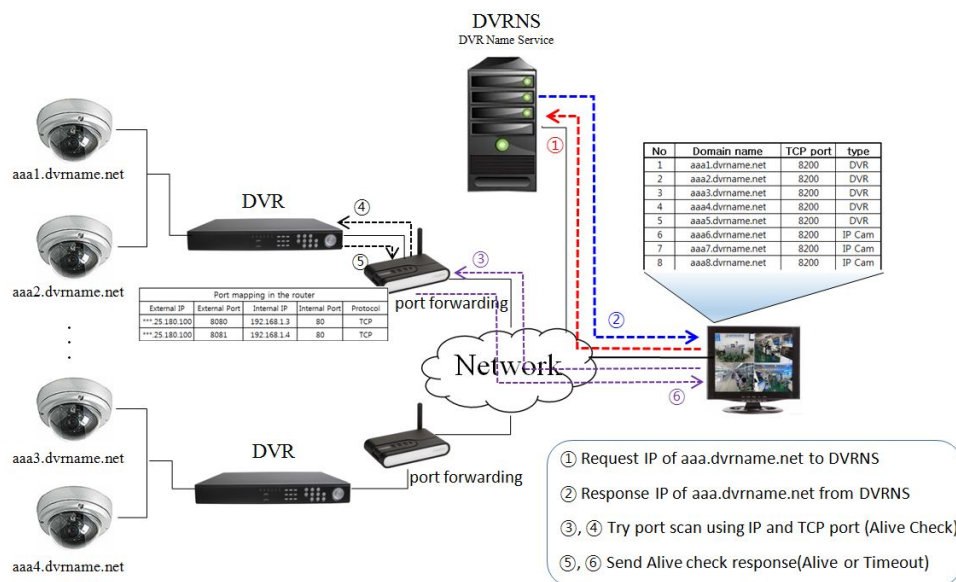 DVRNS
DVR Name Service
aaa1.dvrname.net
aaa2.dvrname.net
aaa3.dvrname.net
aaa4.dvrname.net
DVR
④
⑤
③
port forwarding
Port mapping in the router
External IP External Port Internal IP Internal Port Protocol
***.25.180.100 8080 192.168.1.3 80 TCP
***.25.180.100 8081 192.168.1.4 80 TCP
①
②
⑥
No Domain name TCP port type
1 aaa1.dvrname.net 8200 DVR
2 aaa2.dvrname.net 8200 DVR
3 aaa3.dvrname.net 8200 DVR
4 aaa4.dvrname.net 8200 DVR
5 aaa5.dvrname.net 8200 DVR
6 aaa6.dvrname.net 8200 IP Cam
7 aaa7.dvrname.net 8200 IP Cam
8 aaa8.dvrname.net 8200 IP Cam
Network
DVR
port forwarding
① Request IP of aaa.dvrname.net to DVRNS
② Response IP of aaa.dvrname.net from DVRNS
③, ④ Try port scan using IP and TCP port (Alive Check)
⑤, ⑥ Send Alive check response(Alive or Timeout)